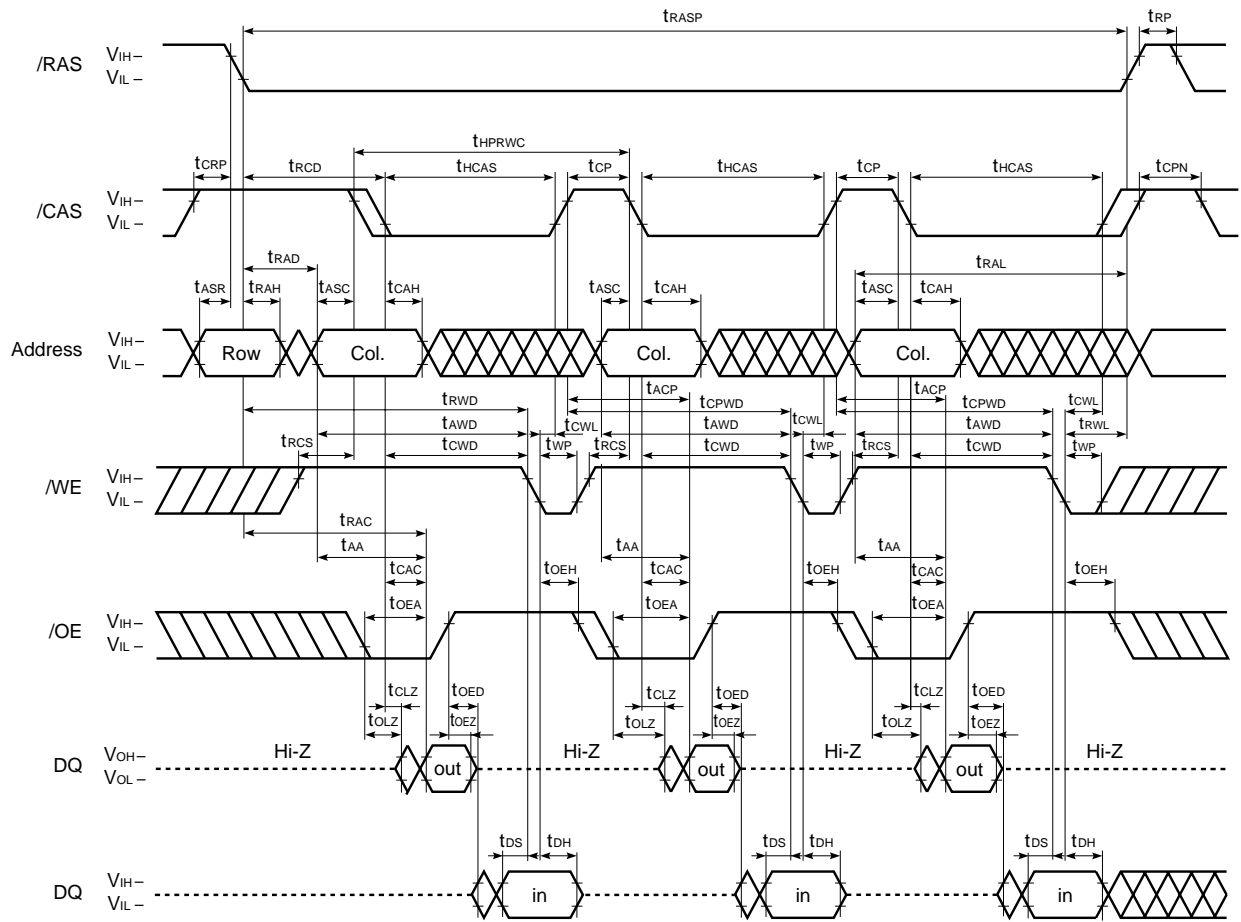 tRASP tRP
/RAS VIH–
VIL –
tHPRWC
tCRP tRCD tHCAS tCP tHCAS tCP tHCAS tCPN
/CAS VIH–
VIL –
tRAD tRAL
tASR tRAH tASC tCAH tASC tCAH tASC tCAH
Address VIH–
VIL –
Row Col. Col. Col.
tACP tACP
tRWD tCPWD tCPWD tCWL
tAWD tCWL tAWD tCWL tAWD tRWL
tRCS tCWD tWP tRCS tCWD tWP tRCS tCWD tWP
/WE VIH–
VIL –
tRAC
tAA tAA tAA
tCAC tOEH tCAC tOEH tCAC tOEH
tOEA tOEA tOEA
/OE VIH–
VIL –
tCLZ tOED tCLZ tOED tCLZ tOED
tOLZ tOEZ tOLZ tOEZ tOLZ tOEZ
DQ VOH–
VOL –
Hi-Z out Hi-Z out Hi-Z out Hi-Z
tDS tDH tDS tDH tDS tDH
DQ VIH–
VIL –
in in in